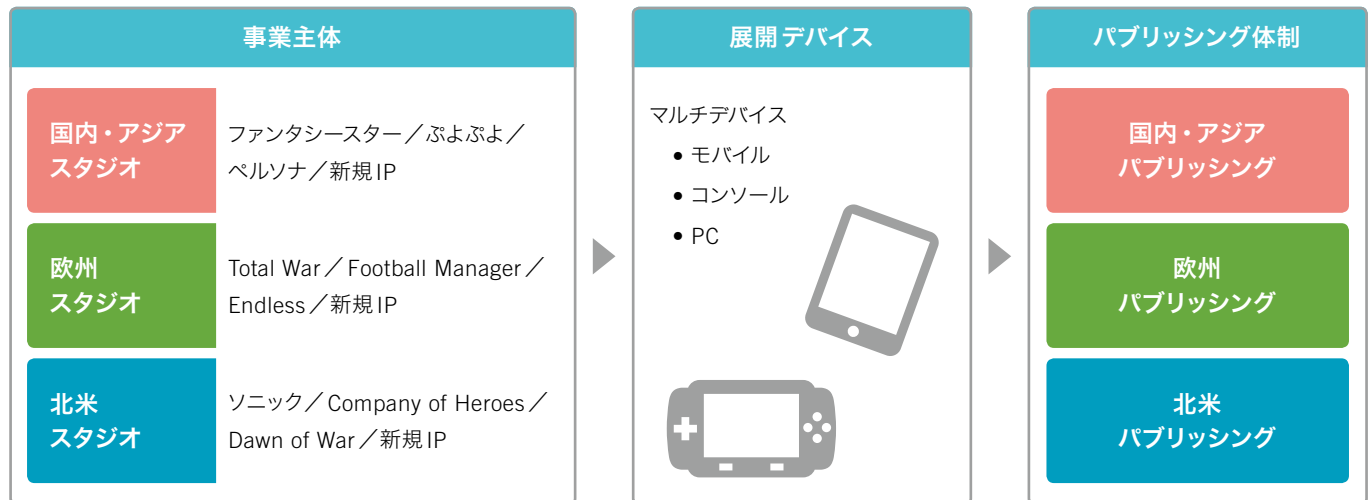 事業主体
国内・アジア
スタジオ
ファンタシースター／ぷよぷよ／
ペルソナ／新規IP
欧州
スタジオ
Total War／Football Manager／
Endless／新規IP
北米
スタジオ
ソニック／Company of Heroes／
Dawn of War／新規IP
展開デバイス
マルチデバイス
• モバイル
• コンソール
• PC
パブリッシング体制
国内・アジア
パブリッシング
欧州
パブリッシング
北米
パブリッシング